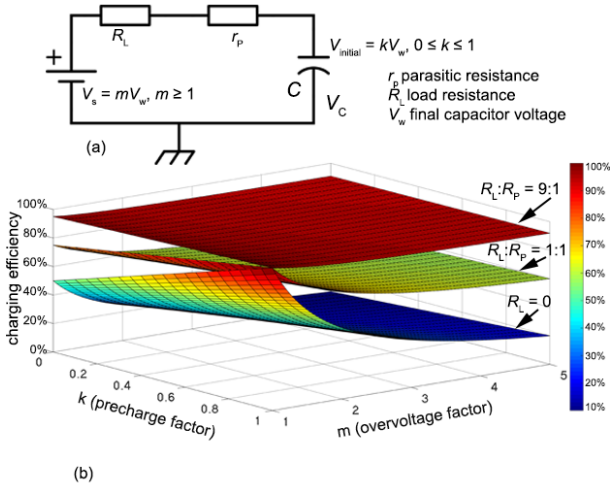 R_L
r_P
V_initial = kV_w, 0 ≤ k ≤ 1
+
V_s = mV_w, m ≥ 1
C
V_C
r_p parasitic resistance
R_L load resistance
V_w final capacitor voltage
(a)
charging efficiency
100%
80%
60%
40%
20%
0%
0
0.2
0.4
0.6
0.8
1
k (precharge factor)
1
2
3
4
5
m (overvoltage factor)
R_L:R_P = 9:1
R_L:R_P = 1:1
R_L = 0
100%
90%
80%
70%
60%
50%
40%
30%
20%
10%
(b)